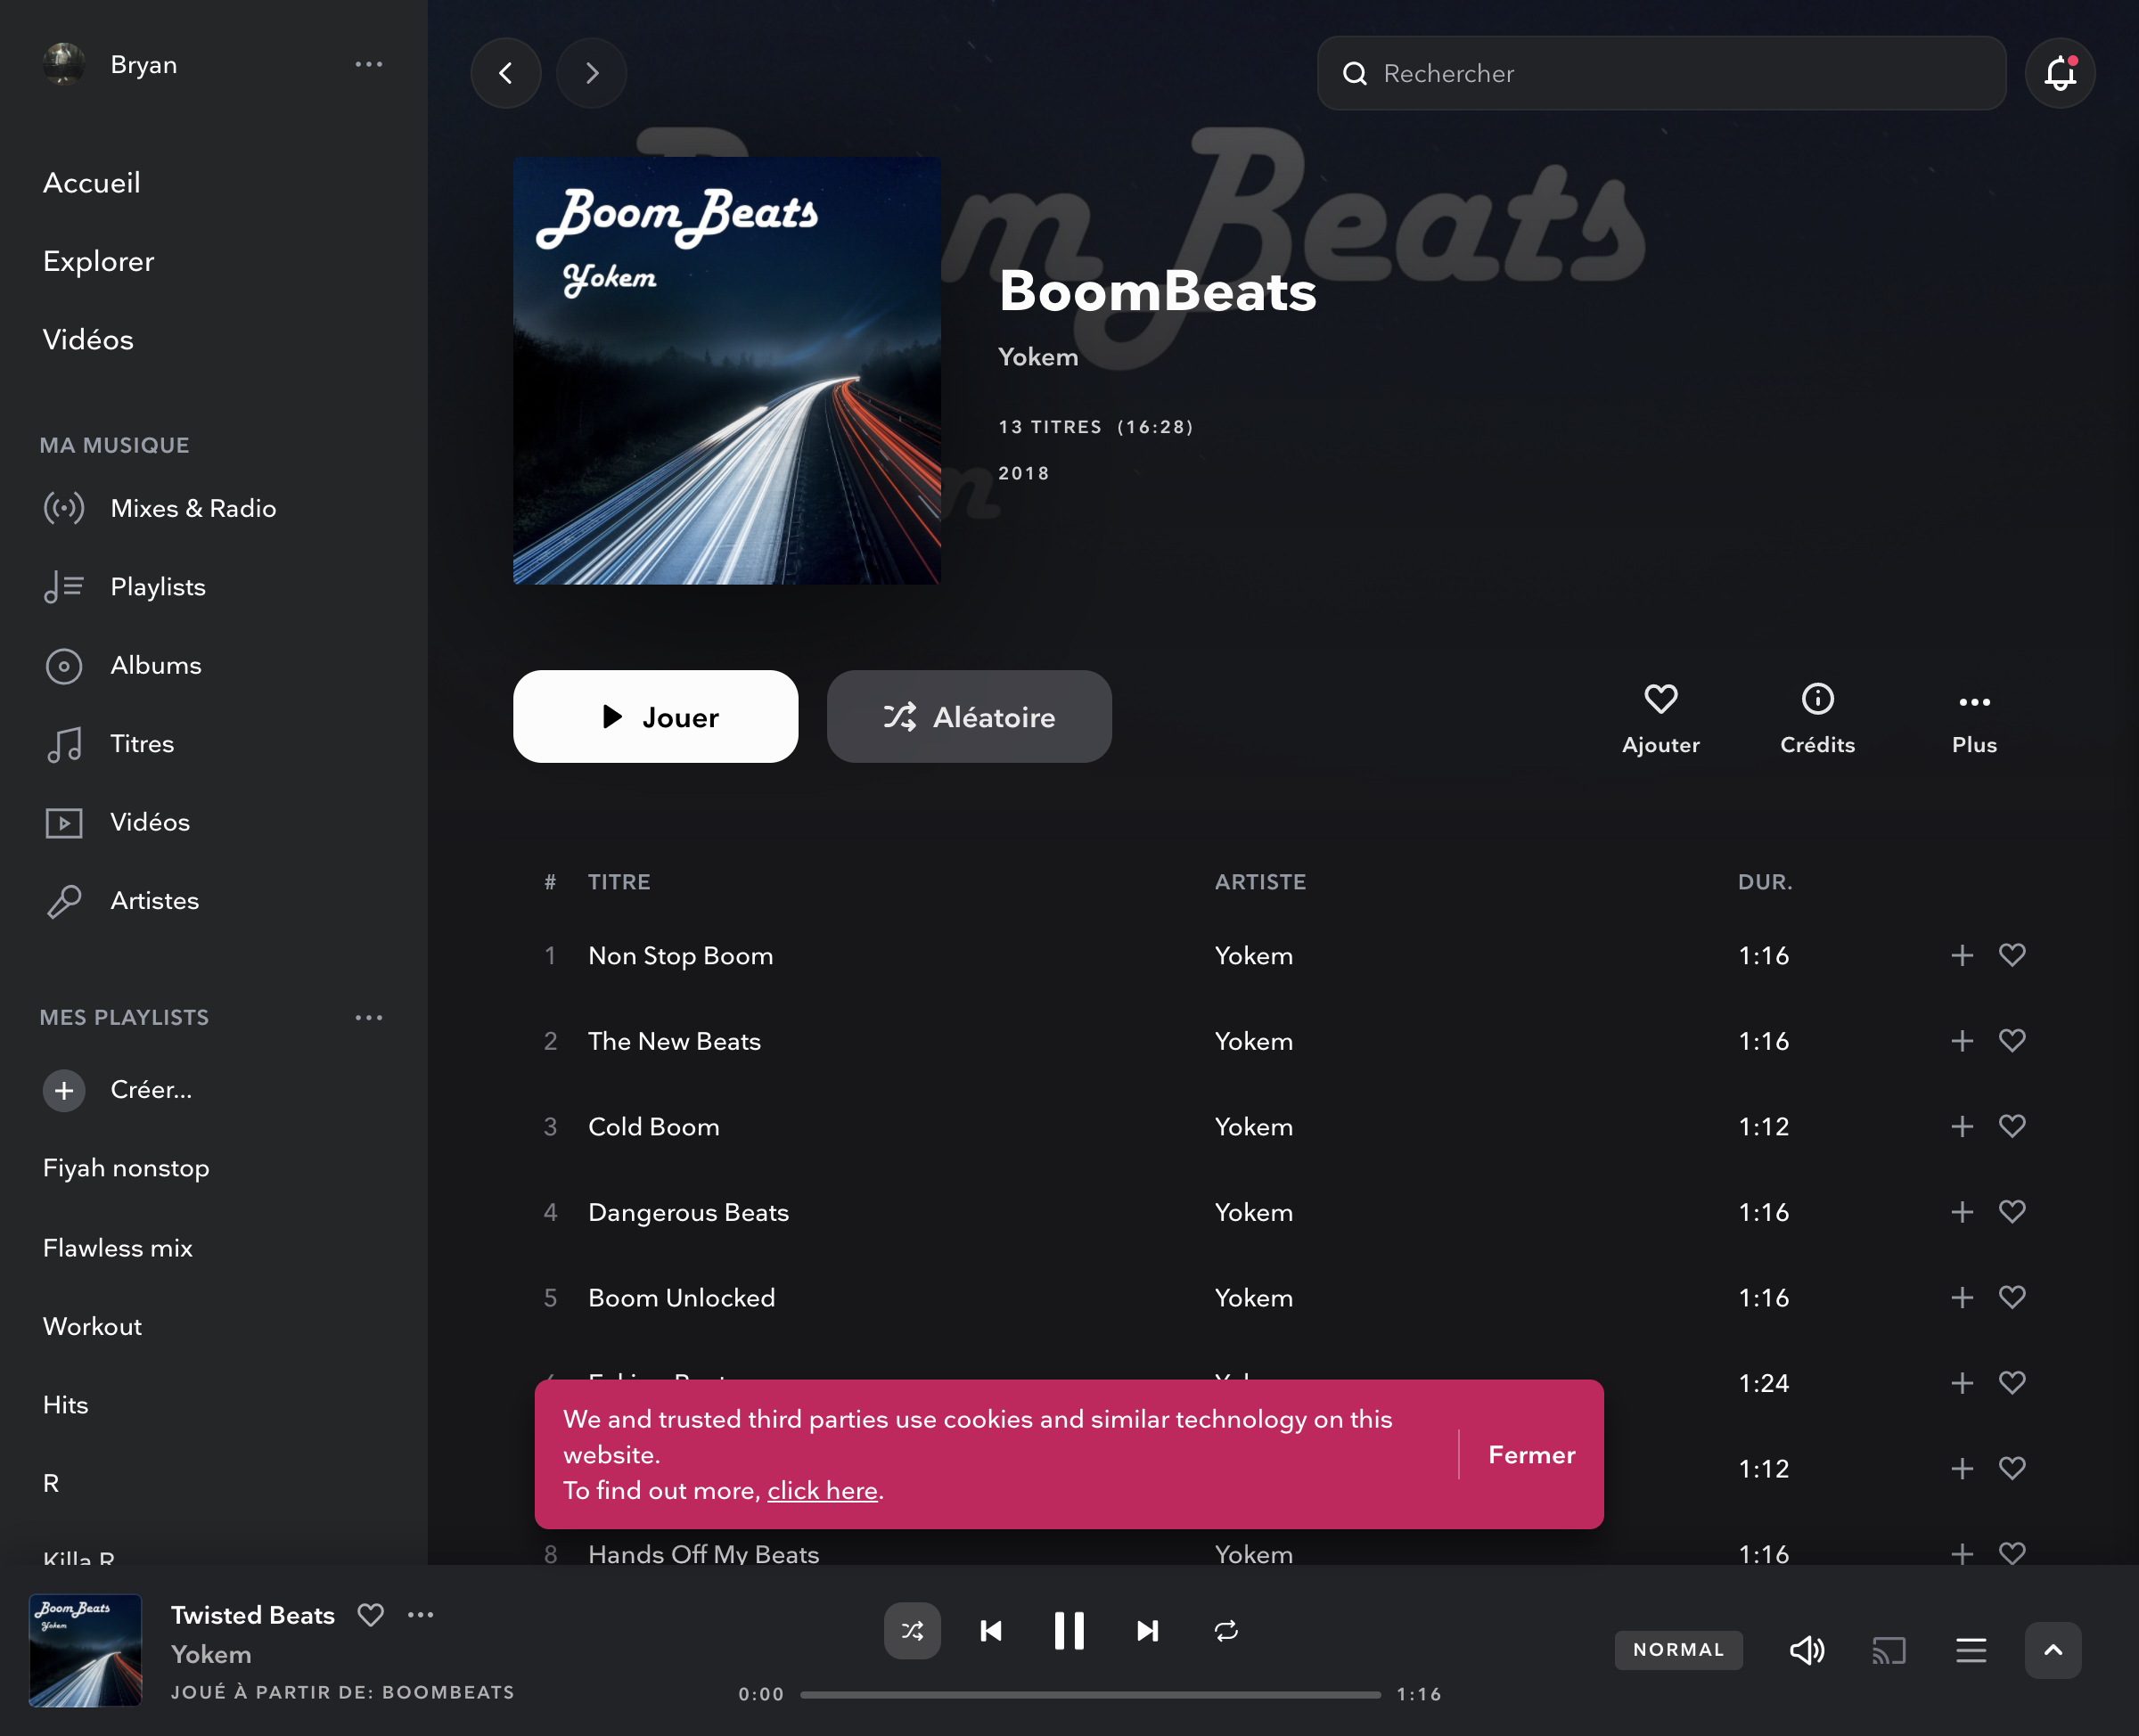 Bryan
Rechercher
Accueil
Explorer
Vidéos
MA MUSIQUE
Mixes & Radio
Playlists
Albums
Titres
Vidéos
Artistes
MES PLAYLISTS
Créer...
Fiyah nonstop
Flawless mix
Workout
Hits
R
Killa R
Boom Beats
Yokem
BoomBeats
Yokem
13 TITRES (16:28)
2018
Jouer
Aléatoire
Ajouter
Crédits
Plus
# TITRE ARTISTE DUR.
1 Non Stop Boom Yokem 1:16
2 The New Beats Yokem 1:16
3 Cold Boom Yokem 1:12
4 Dangerous Beats Yokem 1:16
5 Boom Unlocked Yokem 1:16
1:24
1:12
We and trusted third parties use cookies and similar technology on this
website.
To find out more, click here.
Fermer
8 Hands Off My Beats Yokem 1:16
Boom Beats
Yokem
Twisted Beats
Yokem
JOUÉ À PARTIR DE: BOOMBEATS
0:00
1:16
NORMAL